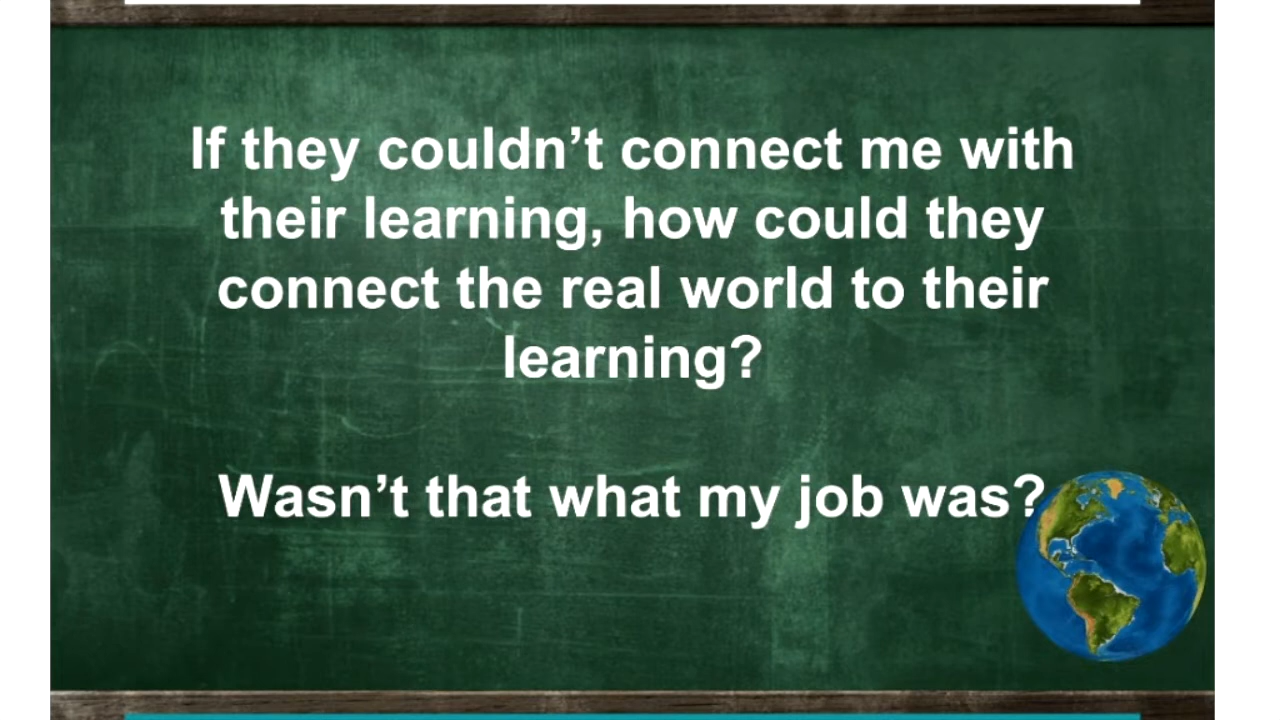 If they couldn’t connect me with
their learning, how could they
connect the real world to their
learning?
Wasn’t that what my job was?